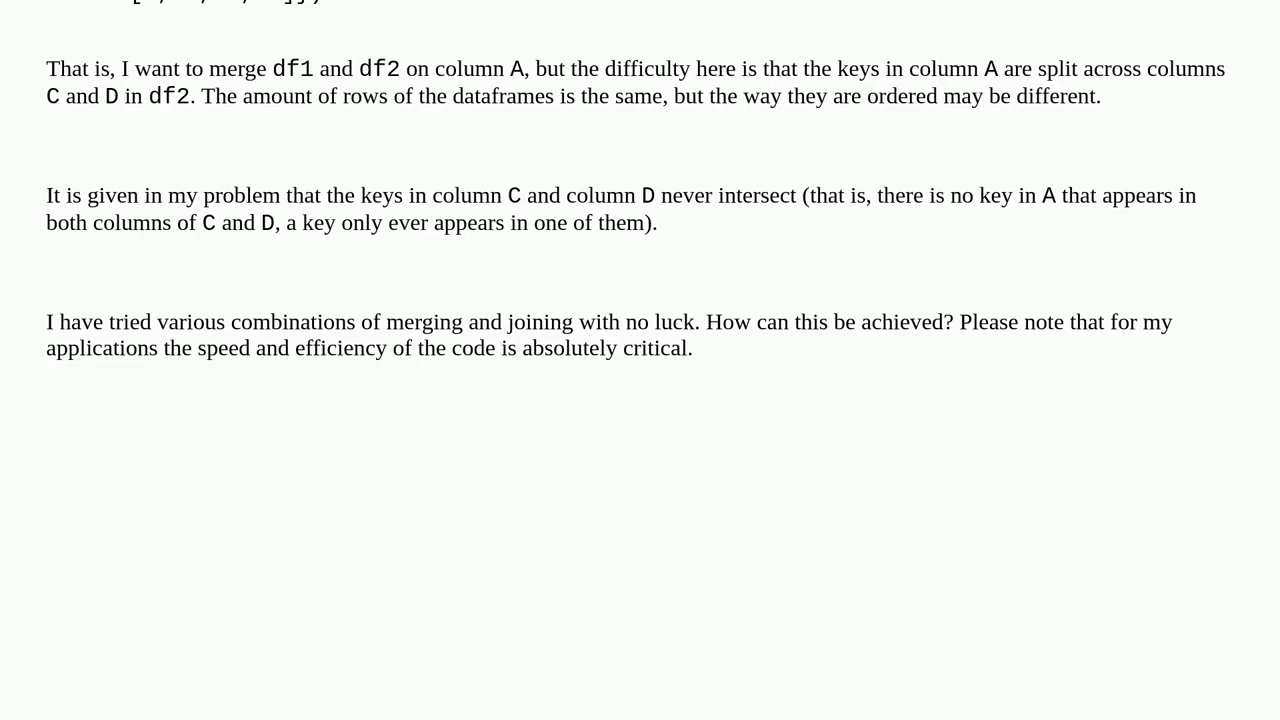 That is, I want to merge df1 and df2 on column A, but the difficulty here is that the keys in column A are split across columns
C and D in df2. The amount of rows of the dataframes is the same, but the way they are ordered may be different.
It is given in my problem that the keys in column C and column D never intersect (that is, there is no key in A that appears in
both columns of C and D, a key only ever appears in one of them).
I have tried various combinations of merging and joining with no luck. How can this be achieved? Please note that for my
applications the speed and efficiency of the code is absolutely critical.